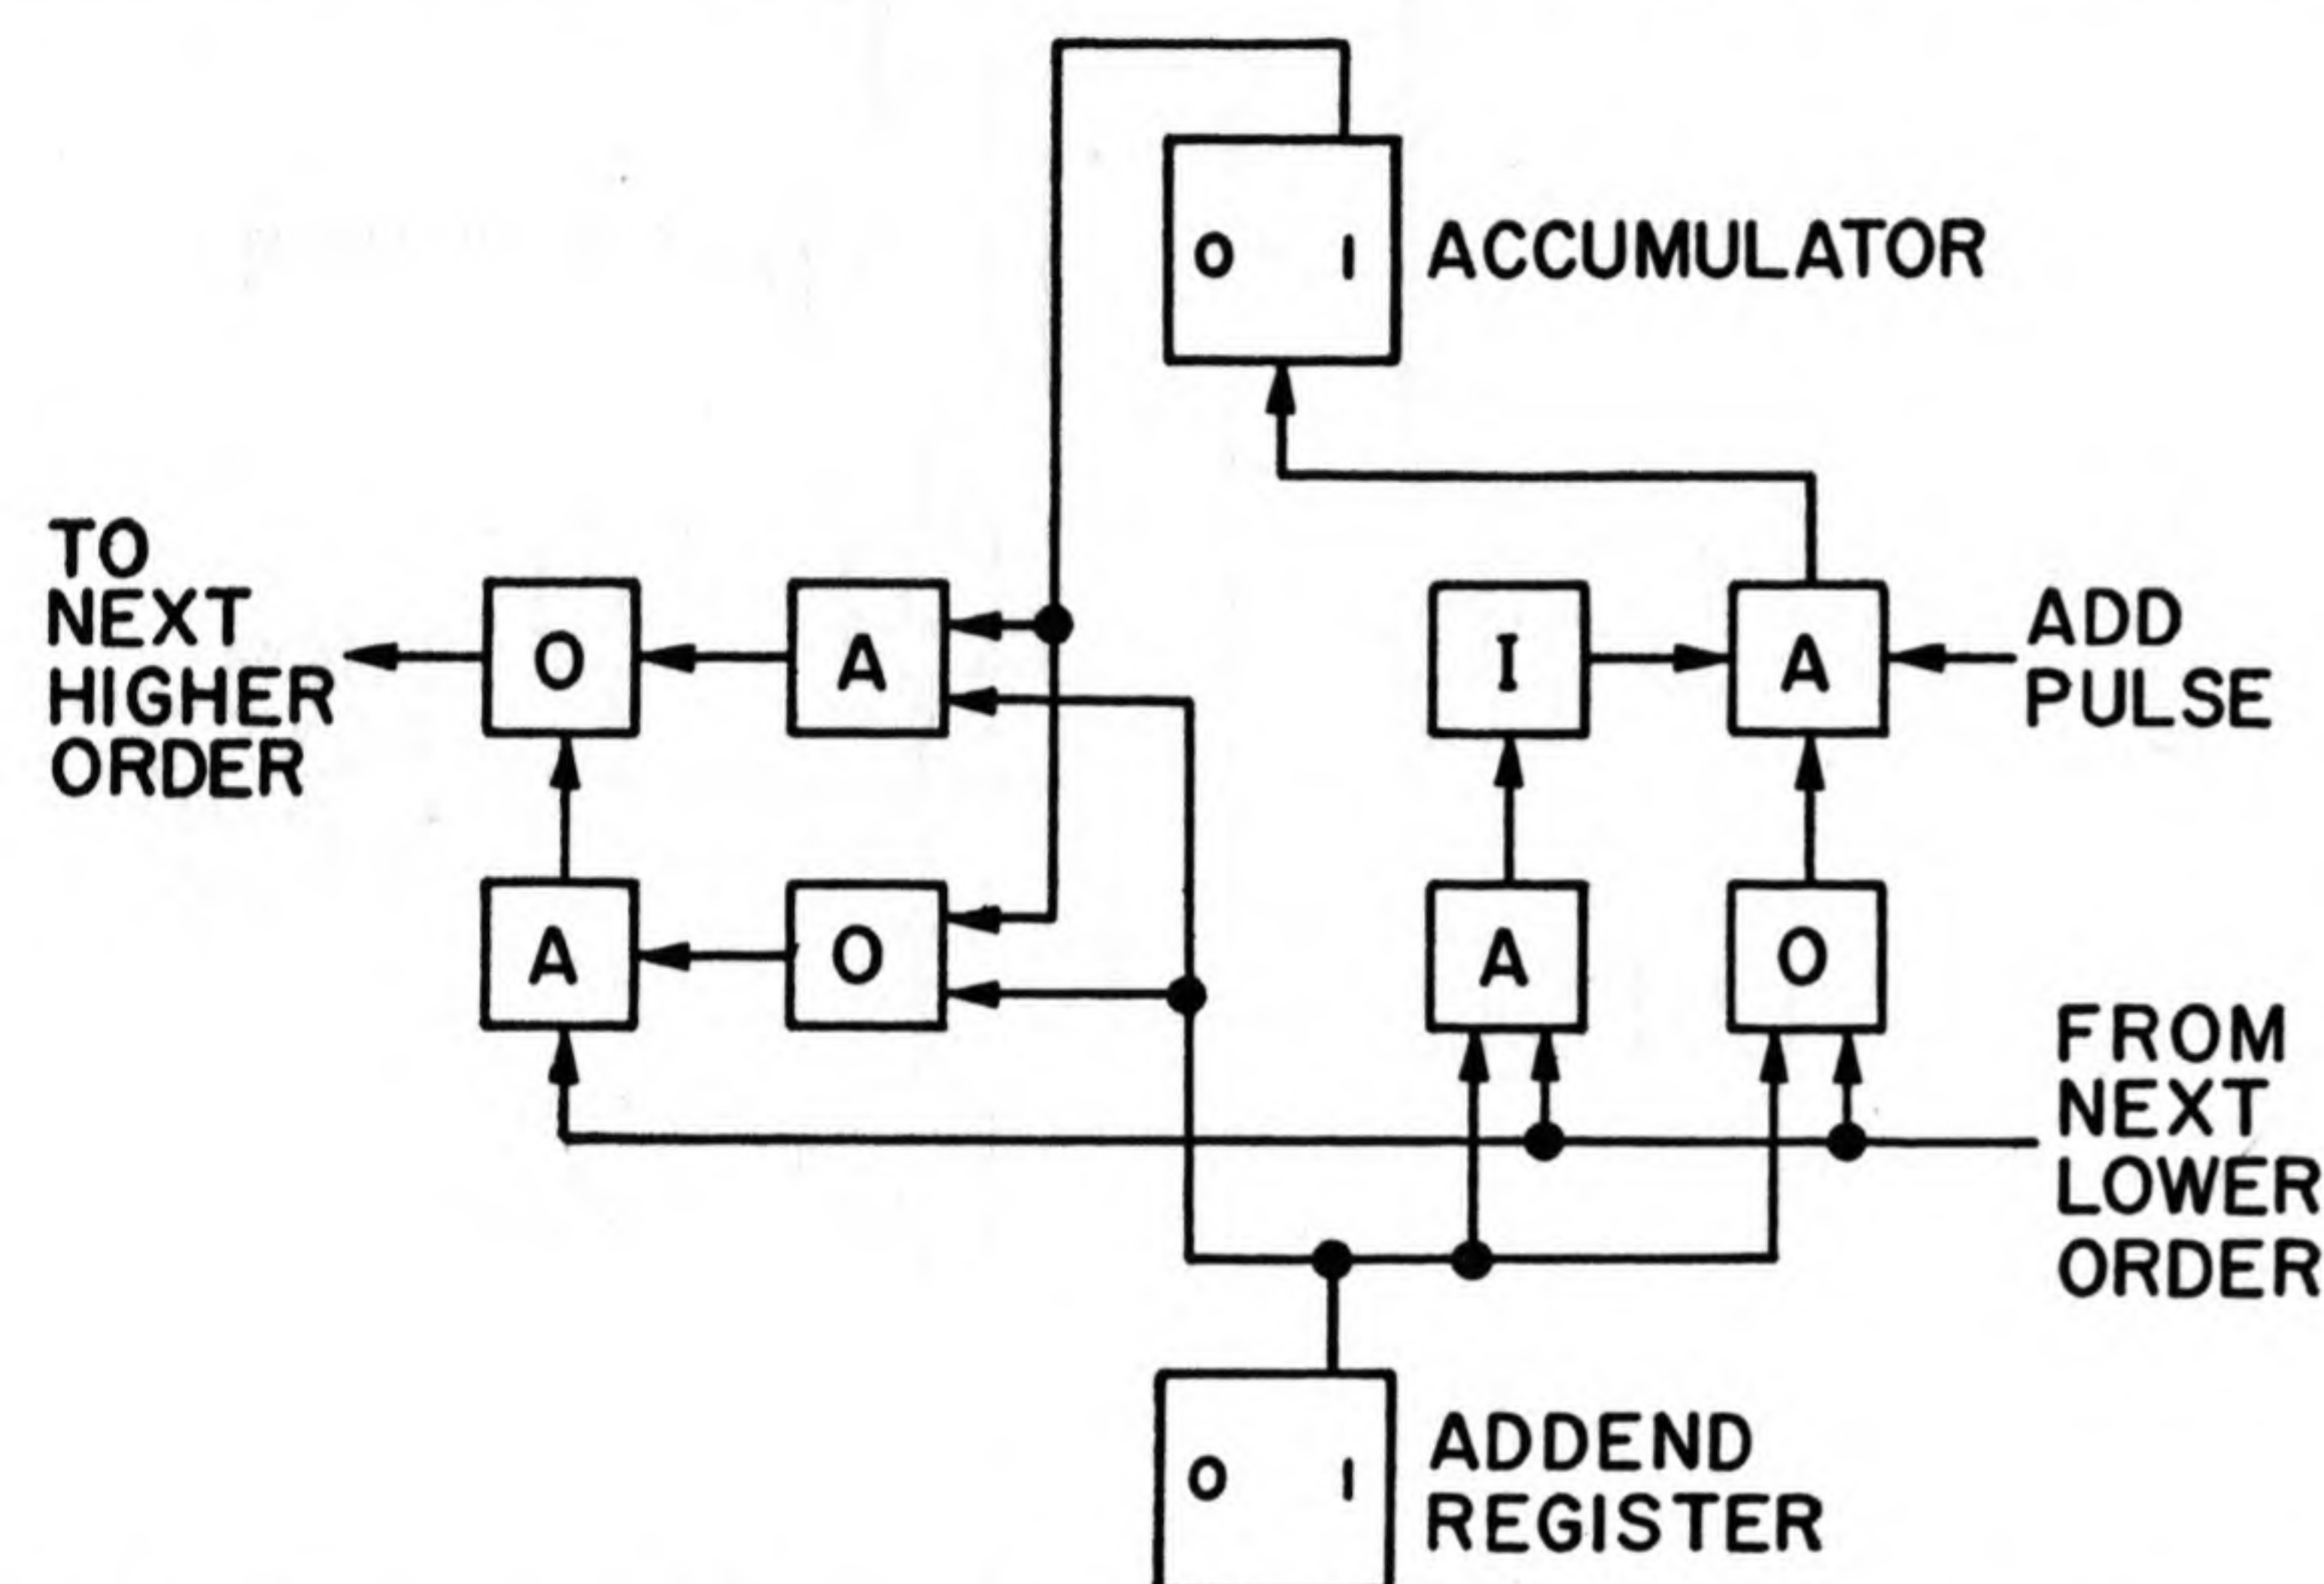 O I ACCUMULATOR
TO
NEXT
HIGHER
ORDER
O
A
I
A
ADD
PULSE
A
O
A
O
FROM
NEXT
LOWER
ORDER
O I
ADDEND
REGISTER